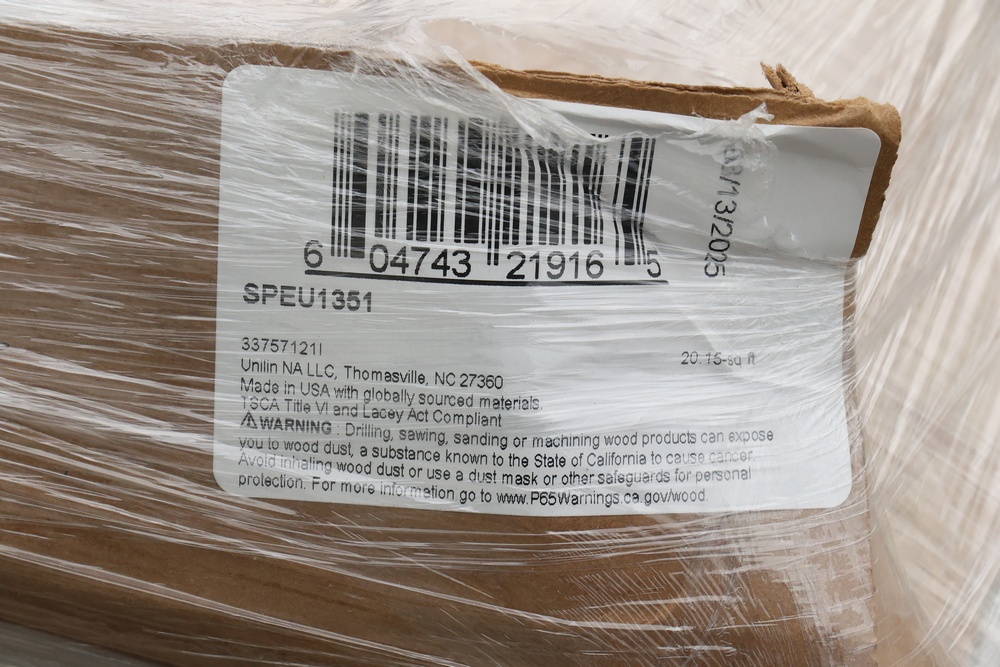 6 04743 21916 5
/13/2025
SPEU1351
33757121I
20.15-sq ft
Unilin NA LLC, Thomasville, NC 27360
Made in USA with globally sourced materials.
TSCA Title VI and Lacey Act Compliant
⚠WARNING : Drilling, sawing, sanding or machining wood products can expose
you to wood dust, a substance known to the State of California to cause cancer.
Avoid inhaling wood dust or use a dust mask or other safeguards for personal
protection. For more information go to www.P65Warnings.ca.gov/wood.